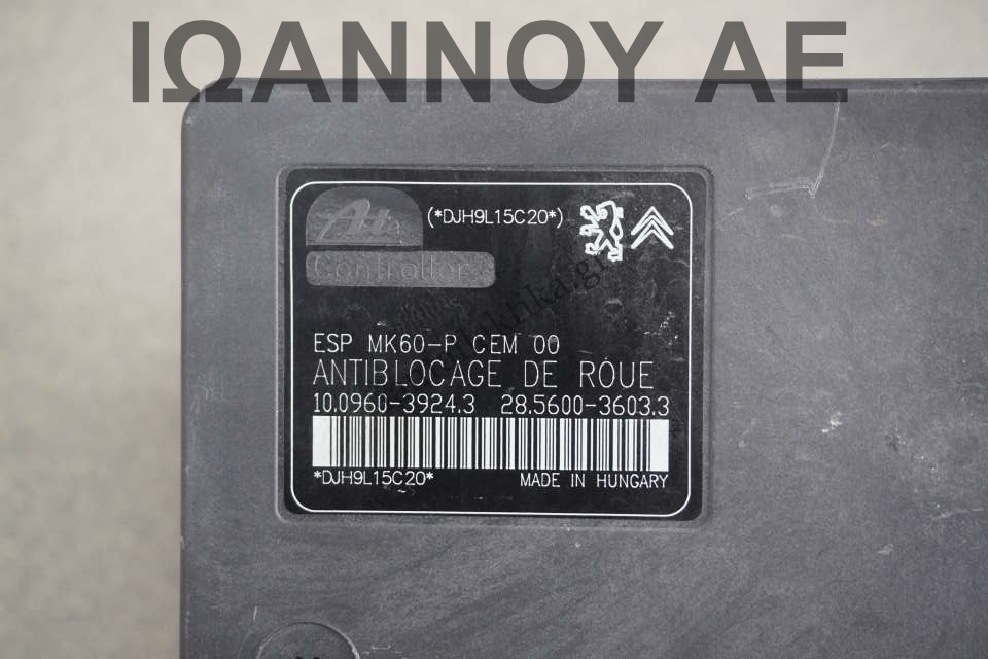 ΙΩΑΝΝΟΥ ΑΕ
Ate
(*DJH9L15C20*)
Controller
ESP MK60-P CEM 00
ANTIBLOCAGE DE ROUE
10.0960-3924.3 28.5600-3603.3
*DJH9L15C20*
MADE IN HUNGARY